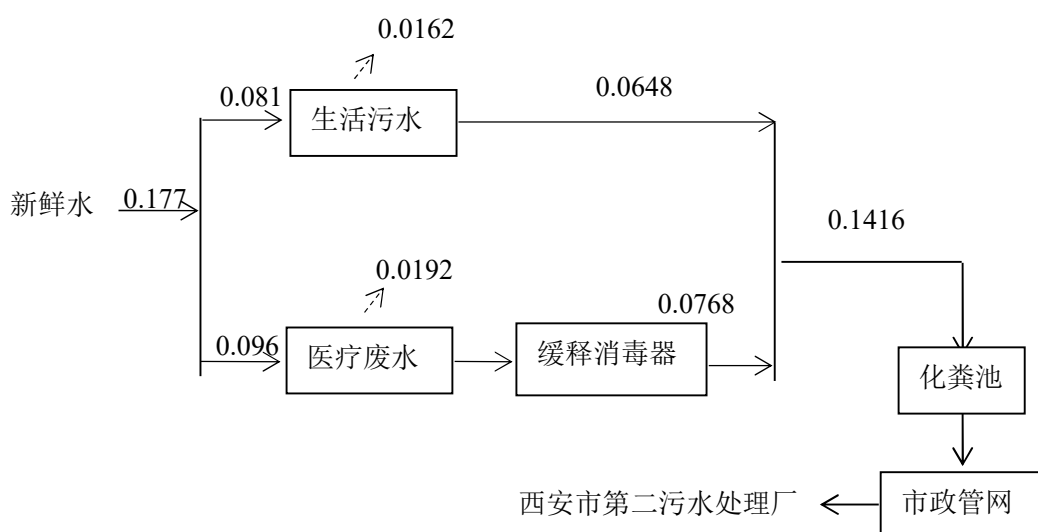 0.0162
0.081
生活污水
0.0648
新鲜水
0.177
0.1416
0.0192
0.0768
0.096
医疗废水
缓释消毒器
化粪池
西安市第二污水处理厂
市政管网